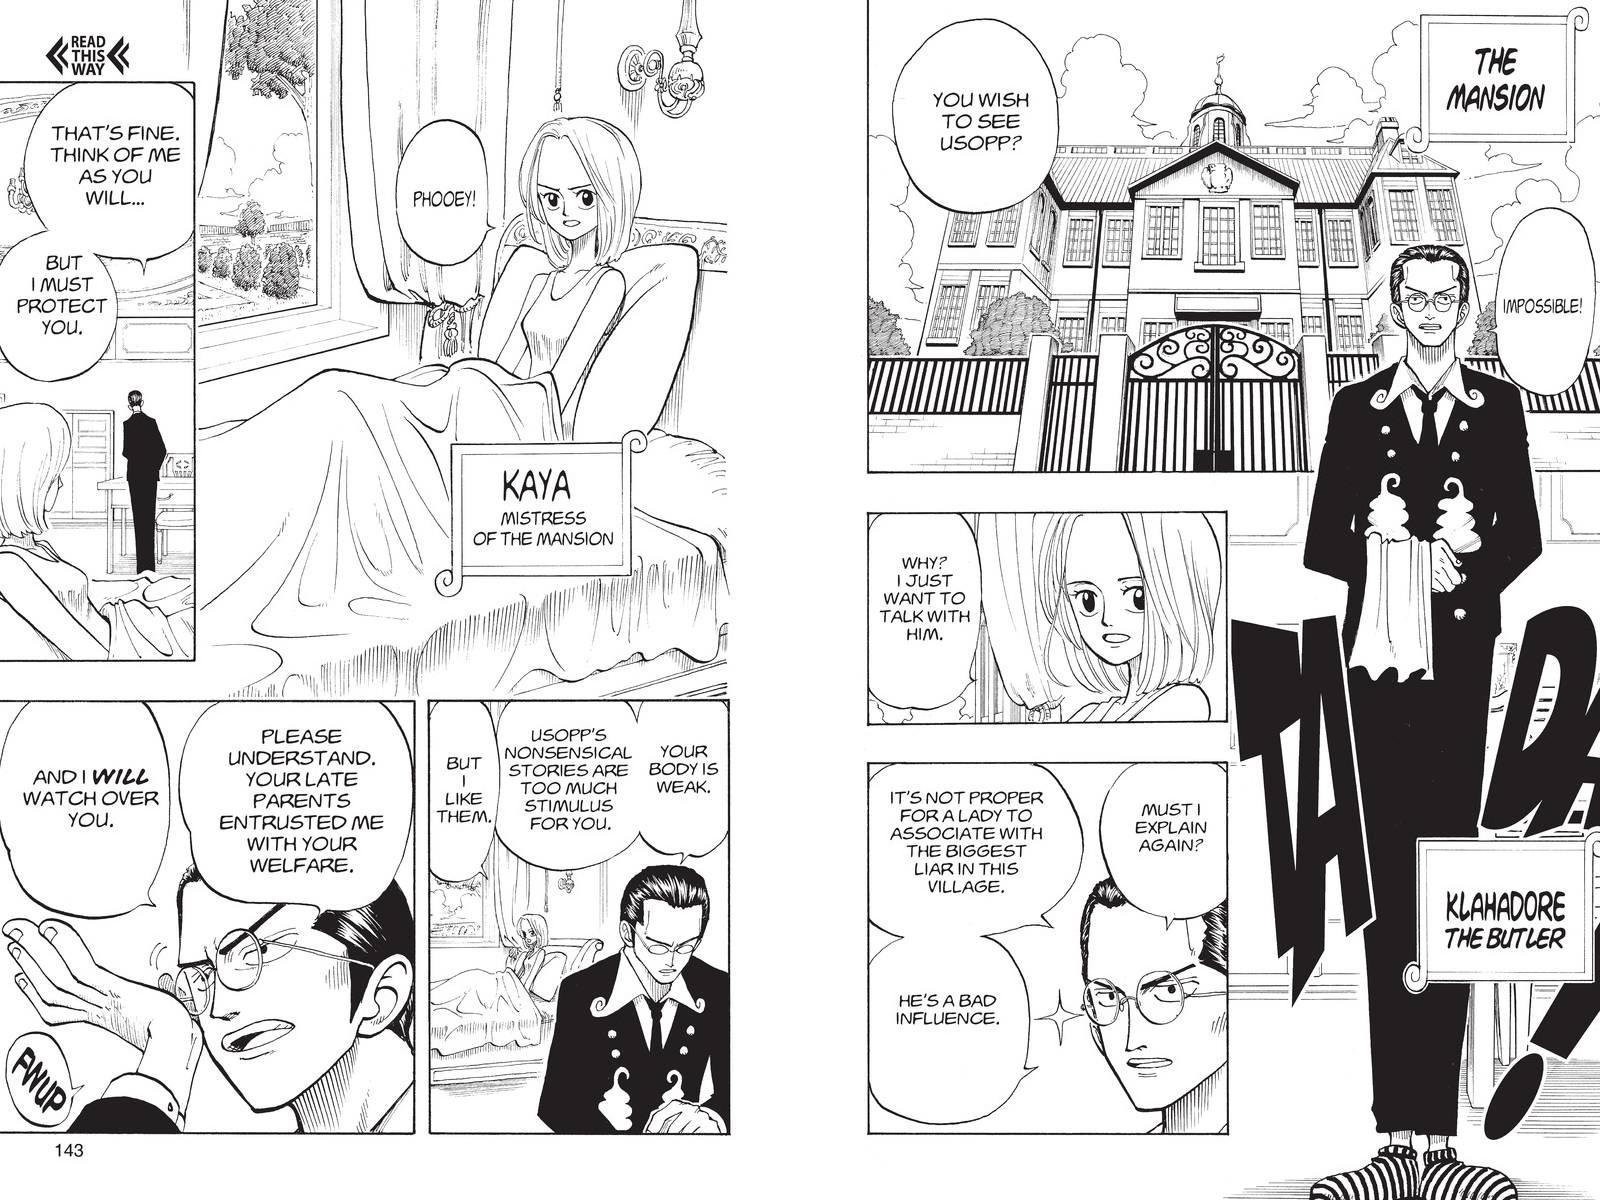 THE
MANSION
YOU WISH
TO SEE
USOPP?
IMPOSSIBLE!
TA DA!
KLAHADORE
THE BUTLER
WHY?
I JUST
WANT TO
TALK WITH
HIM.
MUST I
EXPLAIN
AGAIN?
IT'S NOT PROPER
FOR A LADY TO
ASSOCIATE WITH
THE BIGGEST
LIAR IN THIS
VILLAGE.
HE'S A BAD
INFLUENCE.
READ
THIS
WAY
PHOOEY!
KAYA
MISTRESS
OF THE MANSION
THAT'S FINE.
THINK OF ME
AS YOU
WILL...
BUT
I MUST
PROTECT
YOU.
YOUR
BODY IS
WEAK.
USOPP'S
NONSENSICAL
STORIES ARE
TOO MUCH
STIMULUS
FOR YOU.
BUT
I
LIKE
THEM.
PLEASE
UNDERSTAND.
YOUR LATE
PARENTS
ENTRUSTED ME
WITH YOUR
WELFARE.
AND I WILL
WATCH OVER
YOU.
FWUP
143